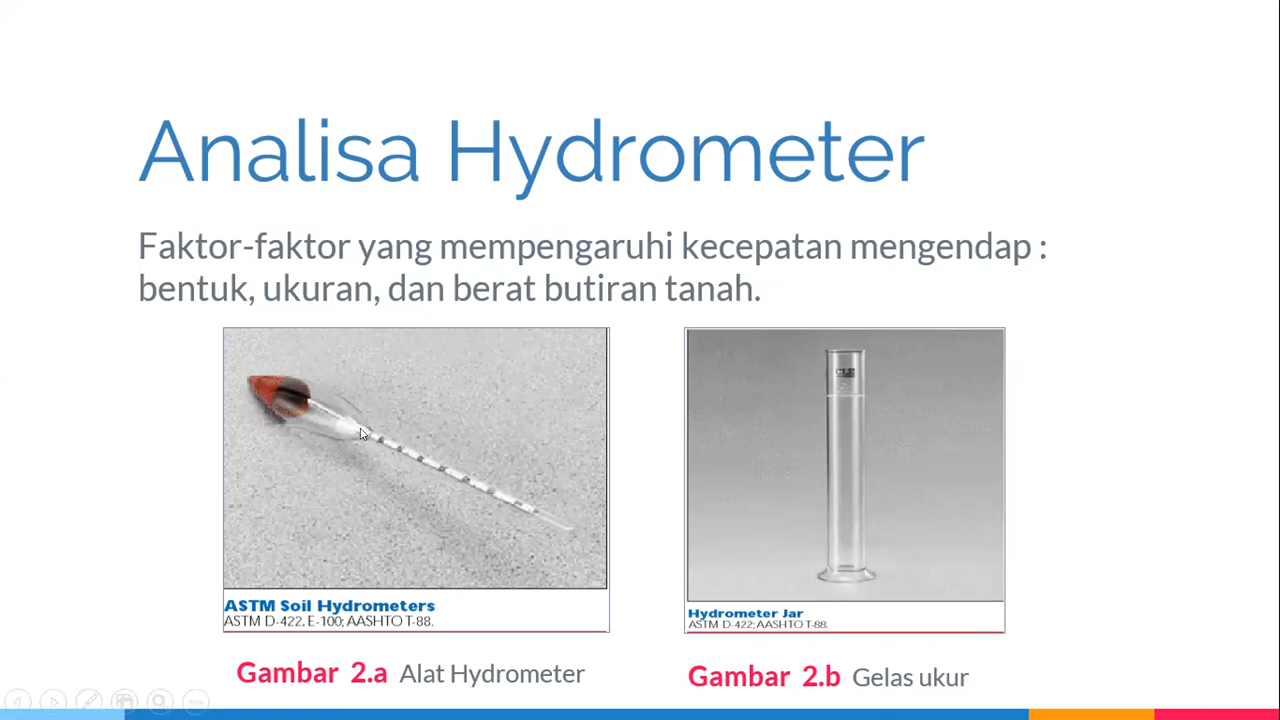 Analisa Hydrometer
Faktor-faktor yang mempengaruhi kecepatan mengendap :
bentuk, ukuran, dan berat butiran tanah.
ASTM Soil Hydrometers
ASTM D-422, E-100; AASHTO T-88.
Hydrometer Jar
ASTM D-422; AASHTO T-88.
Gambar 2.a Alat Hydrometer
Gambar 2.b Gelas ukur